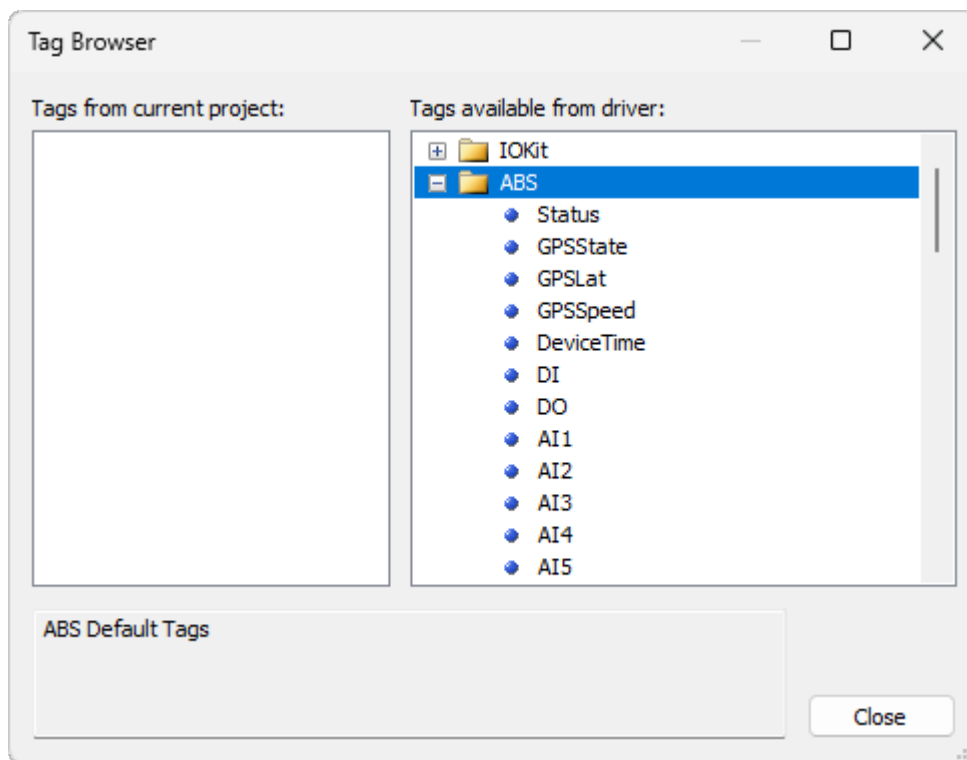 Tag Browser
Tags from current project:
Tags available from driver:
IOKit
ABS
Status
GPSState
GPSLat
GPSSpeed
DeviceTime
DI
DO
AI1
AI2
AI3
AI4
AI5
ABS Default Tags
Close